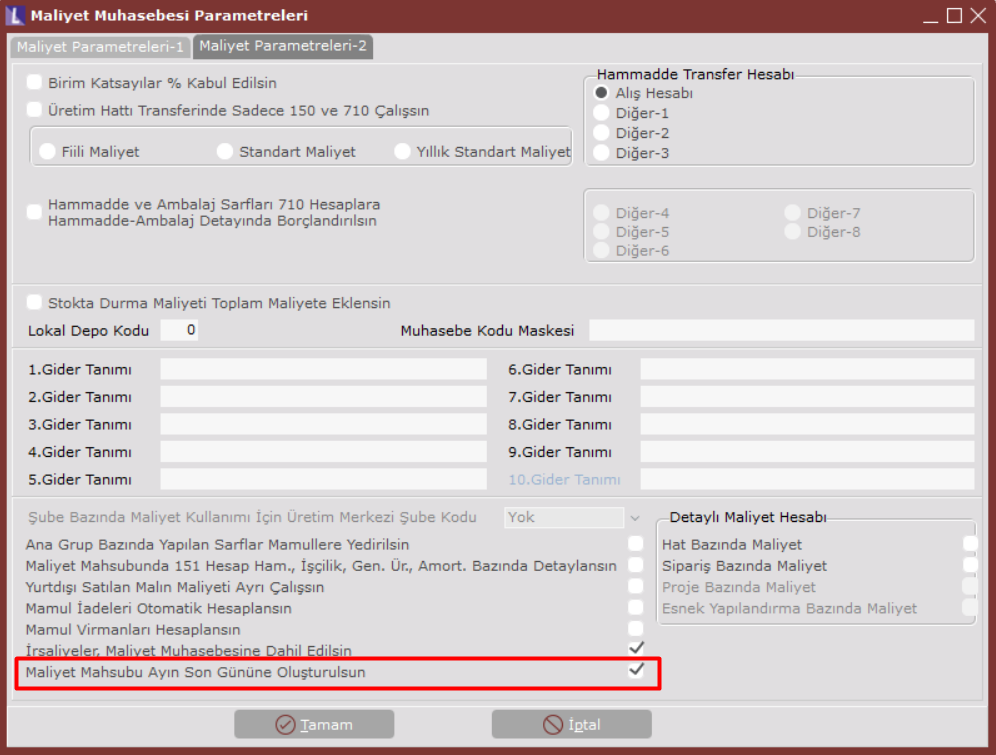 Maliyet Muhasebesi Parametreleri
Maliyet Parametreleri-1
Maliyet Parametreleri-2
Birim Katsayılar % Kabul Edilsin
Üretim Hattı Transferinde Sadece 150 ve 710 Çalışsın
Fiili Maliyet
Standart Maliyet
Yıllık Standart Maliyet
Hammadde Transfer Hesabı
Alış Hesabı
Diğer-1
Diğer-2
Diğer-3
Hammadde ve Ambalaj Sarfları 710 Hesaplara
Hammadde-Ambalaj Detayında Borçlandırılsın
Diğer-4
Diğer-5
Diğer-6
Diğer-7
Diğer-8
Stokta Durma Maliyeti Toplam Maliyete Eklensin
Lokal Depo Kodu
0
Muhasebe Kodu Maskesi
1.Gider Tanımı
2.Gider Tanımı
3.Gider Tanımı
4.Gider Tanımı
5.Gider Tanımı
6.Gider Tanımı
7.Gider Tanımı
8.Gider Tanımı
9.Gider Tanımı
10.Gider Tanımı
Şube Bazında Maliyet Kullanımı İçin Üretim Merkezi Şube Kodu
Yok
Ana Grup Bazında Yapılan Sarflar Mamullere Yedirilsin
Maliyet Mahsubunda 151 Hesap Ham., İşçilik, Gen. Ür., Amort. Bazında Detaylansın
Yurtdışı Satılan Malın Maliyeti Ayrı Çalışsın
Mamul İadeleri Otomatik Hesaplansın
Mamul Virmanları Hesaplansın
İrsaliyeler, Maliyet Muhasebesine Dahil Edilsin
Maliyet Mahsubu Ayın Son Gününe Oluşturulsun
Detaylı Maliyet Hesabı
Hat Bazında Maliyet
Sipariş Bazında Maliyet
Proje Bazında Maliyet
Esnek Yapılandırma Bazında Maliyet
Tamam
İptal